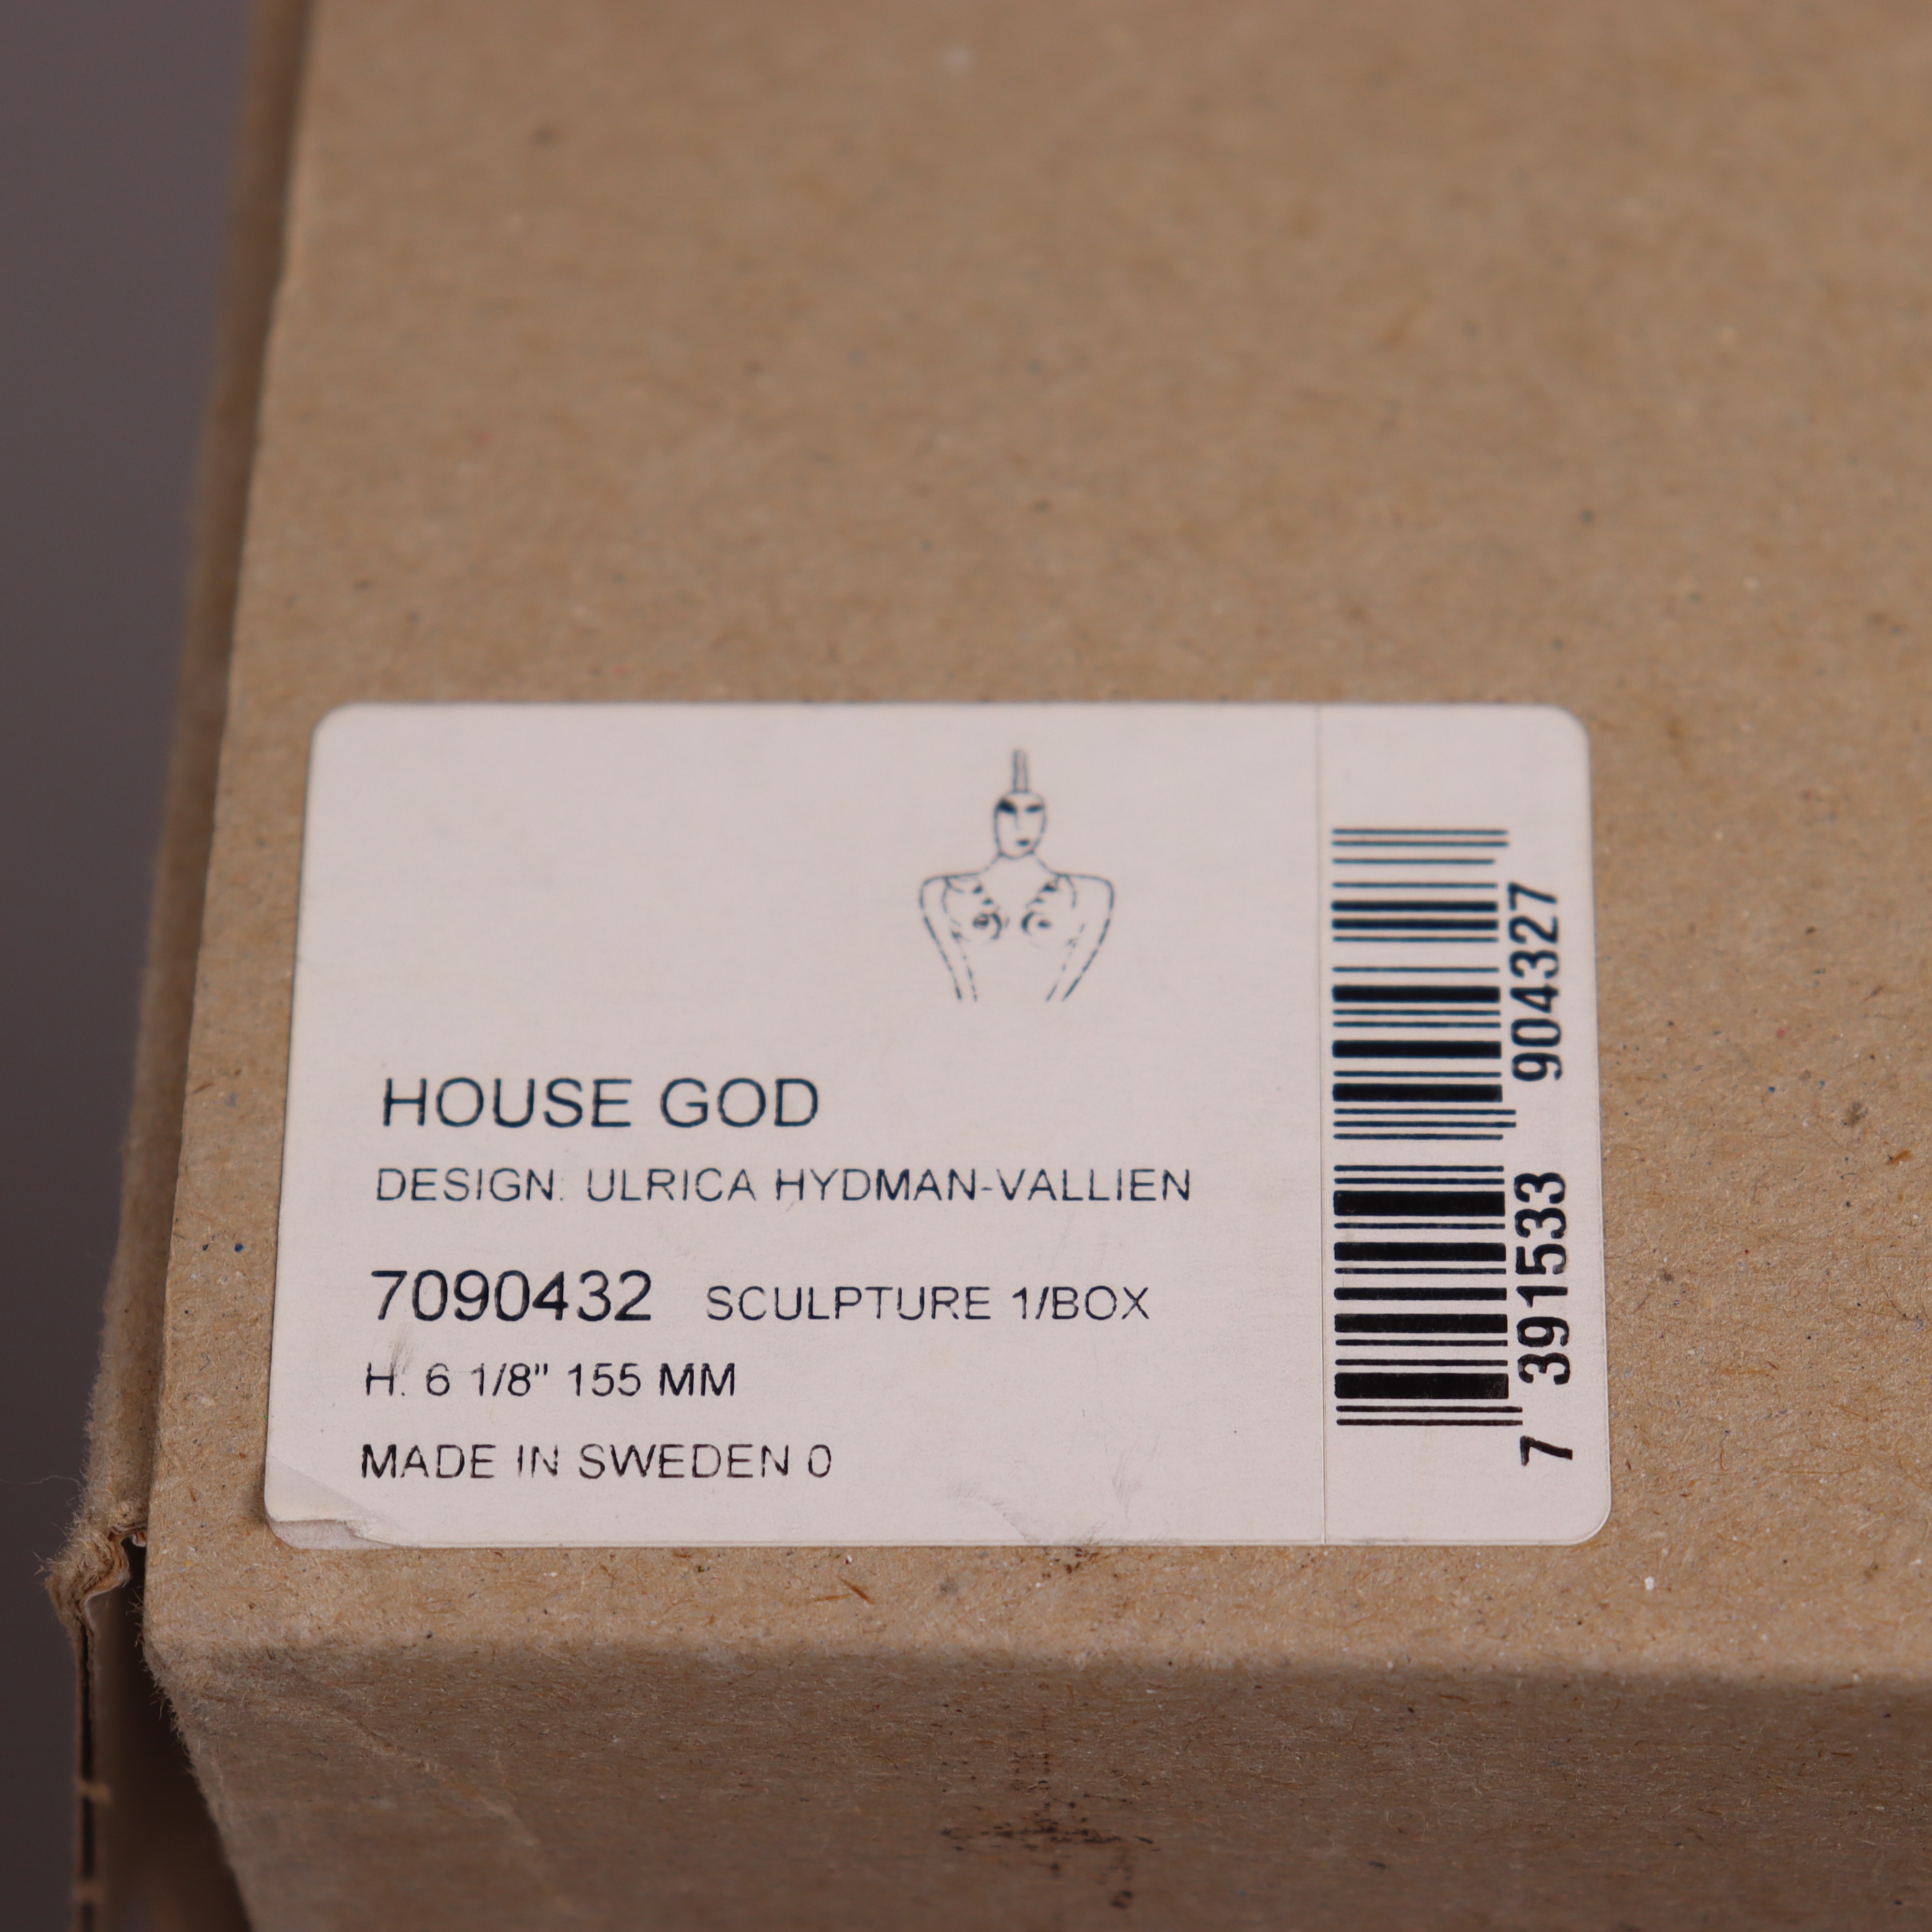 HOUSE GOD
DESIGN: ULRICA HYDMAN-VALLIEN
7090432 SCULPTURE 1/BOX
H. 6 1/8" 155 MM
MADE IN SWEDEN 0
7 391533 904327